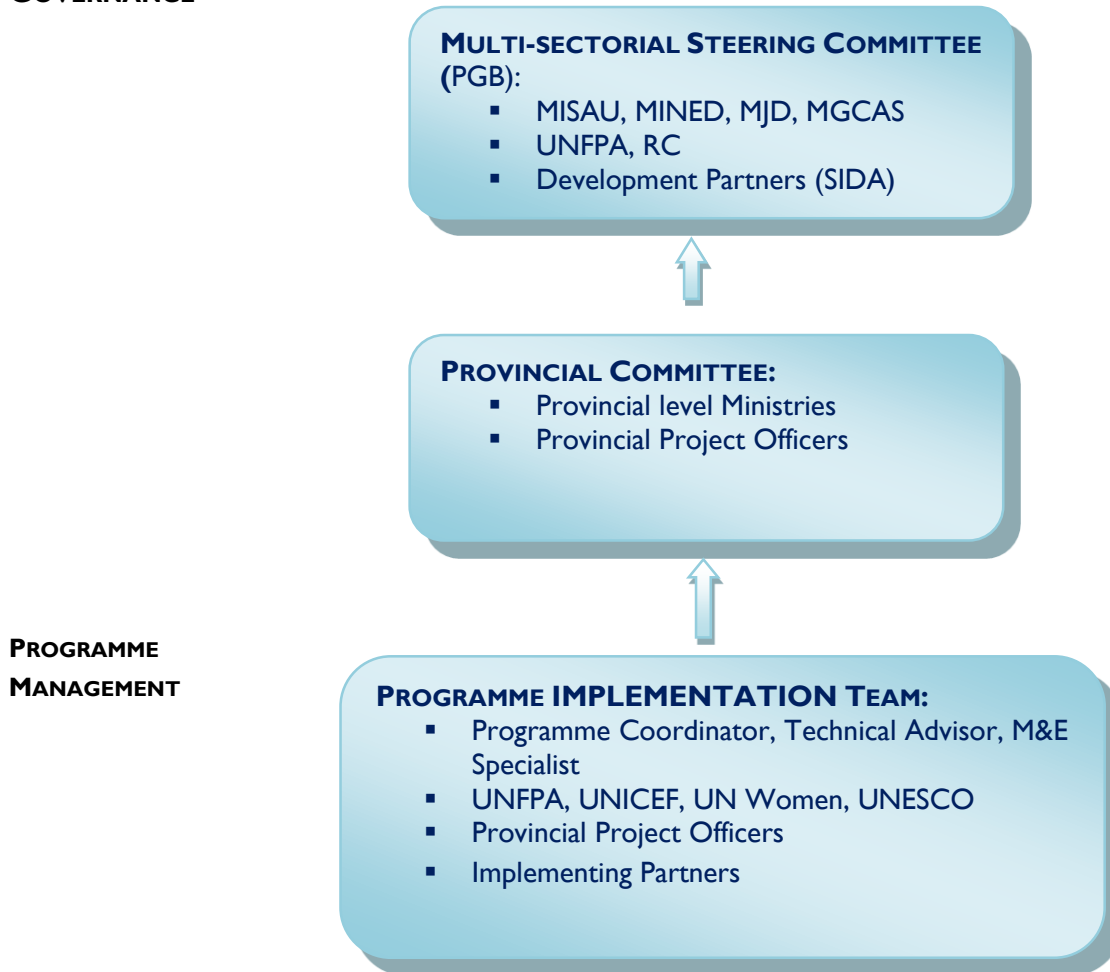 GOVERNANCE
MULTI-SECTORIAL STEERING COMMITTEE
(PGB):
▪ MISAU, MINED, MJD, MGCAS
▪ UNFPA, RC
▪ Development Partners (SIDA)
PROVINCIAL COMMITTEE:
▪ Provincial level Ministries
▪ Provincial Project Officers
PROGRAMME
MANAGEMENT
PROGRAMME IMPLEMENTATION TEAM:
▪ Programme Coordinator, Technical Advisor, M&E
Specialist
▪ UNFPA, UNICEF, UN Women, UNESCO
▪ Provincial Project Officers
▪ Implementing Partners